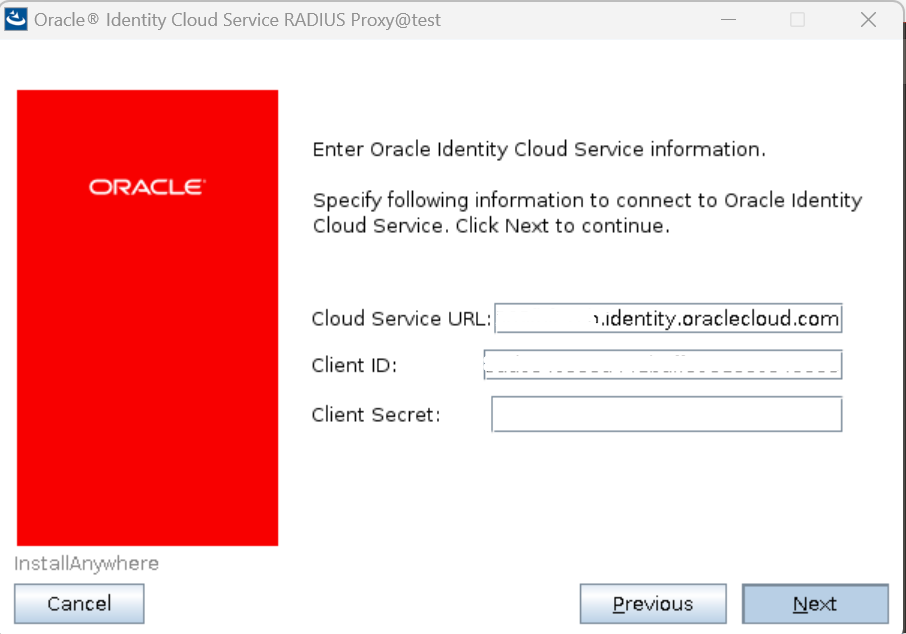 Oracle® Identity Cloud Service RADIUS Proxy@test
ORACLE®
Enter Oracle Identity Cloud Service information.
Specify following information to connect to Oracle Identity
Cloud Service. Click Next to continue.
Cloud Service URL: .identity.oraclecloud.com
Client ID:
Client Secret:
InstallAnywhere
Cancel
Previous
Next